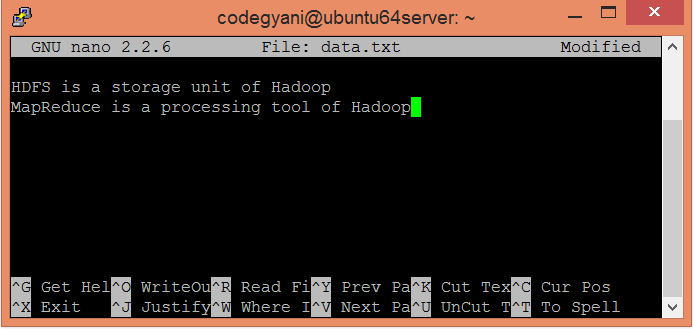 codegyani@ubuntu64server: ~
GNU nano 2.2.6 File: data.txt Modified
HDFS is a storage unit of Hadoop
MapReduce is a processing tool of Hadoop
^G Get Hel^O WriteOu^R Read Fi^Y Prev Pa^K Cut Tex^C Cur Pos
^X Exit ^J Justify^W Where I^V Next Pa^U UnCut T^T To Spell